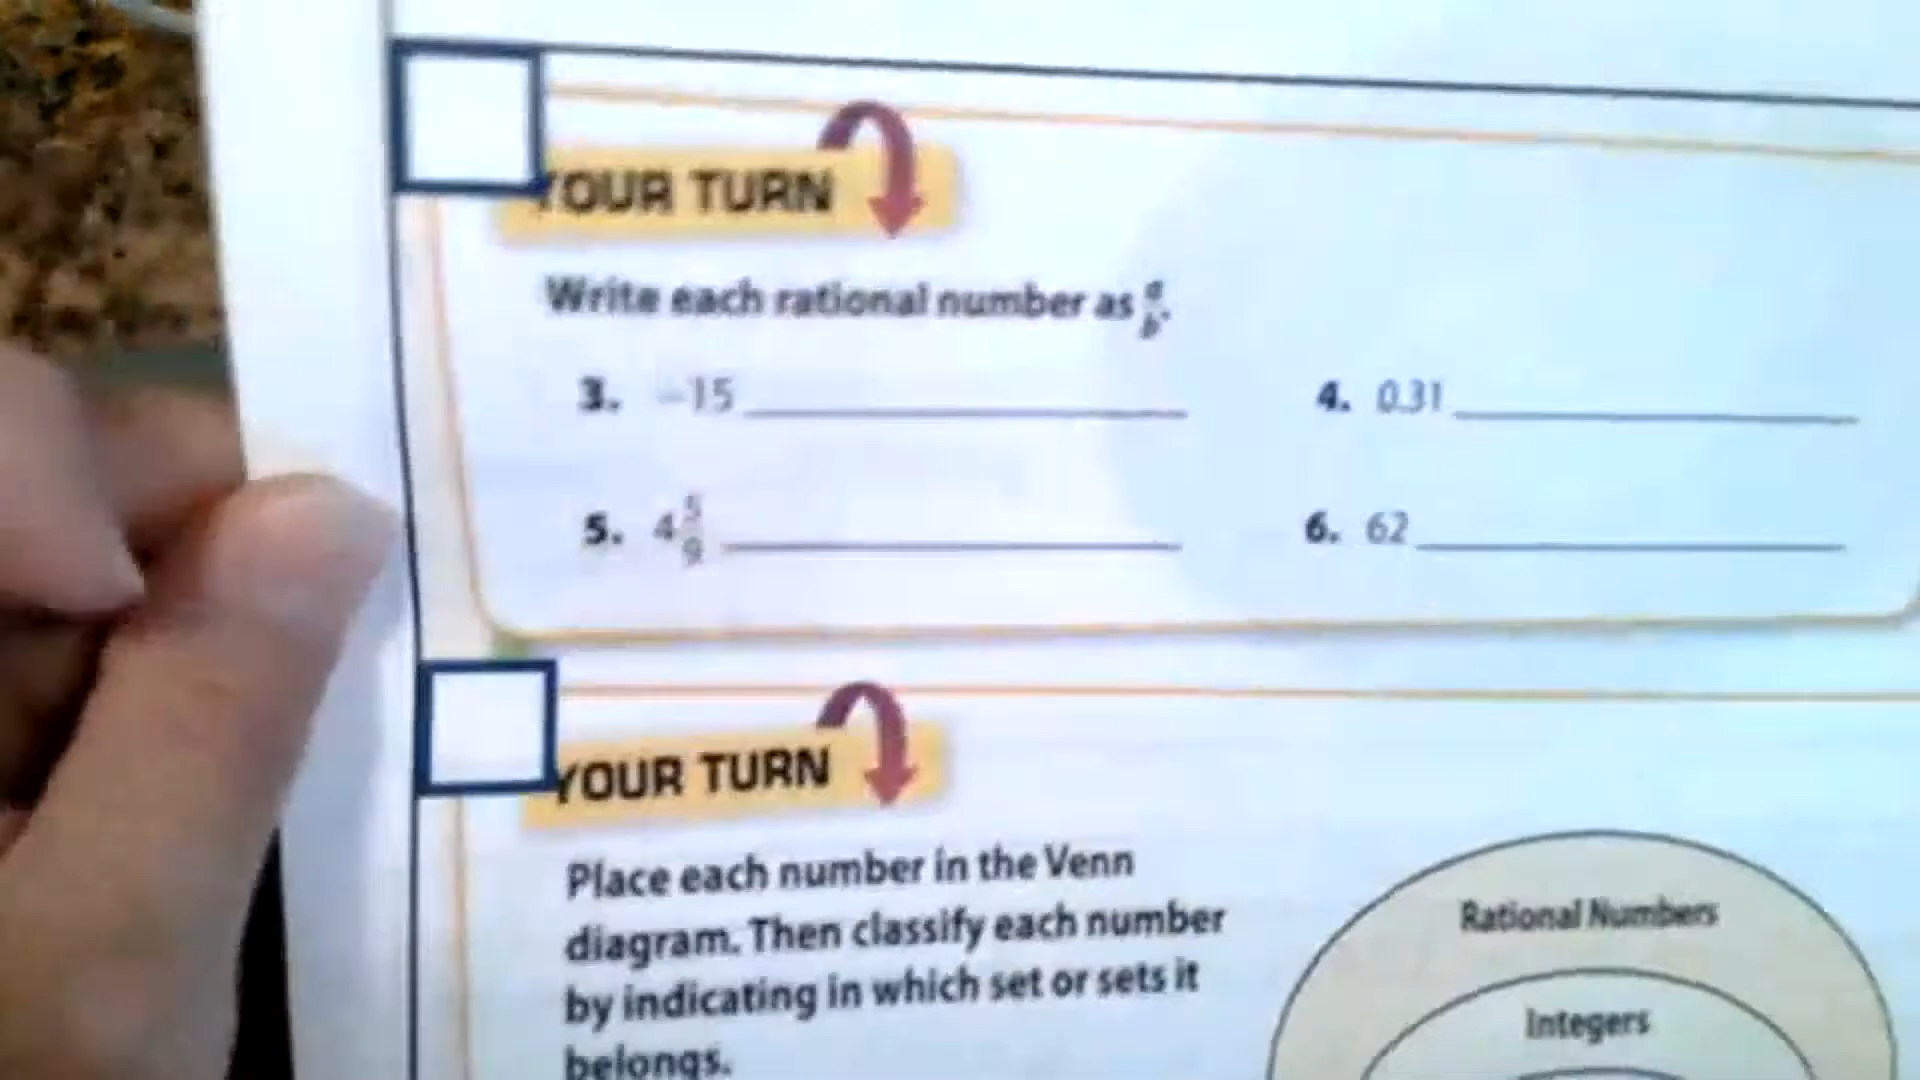 YOUR TURN
Write each rational number as a/b.
3. −15
4. 0.31
5. 4 5/9
6. 62
YOUR TURN
Place each number in the Venn
diagram. Then classify each number
by indicating in which set or sets it
belongs.
Rational Numbers
Integers